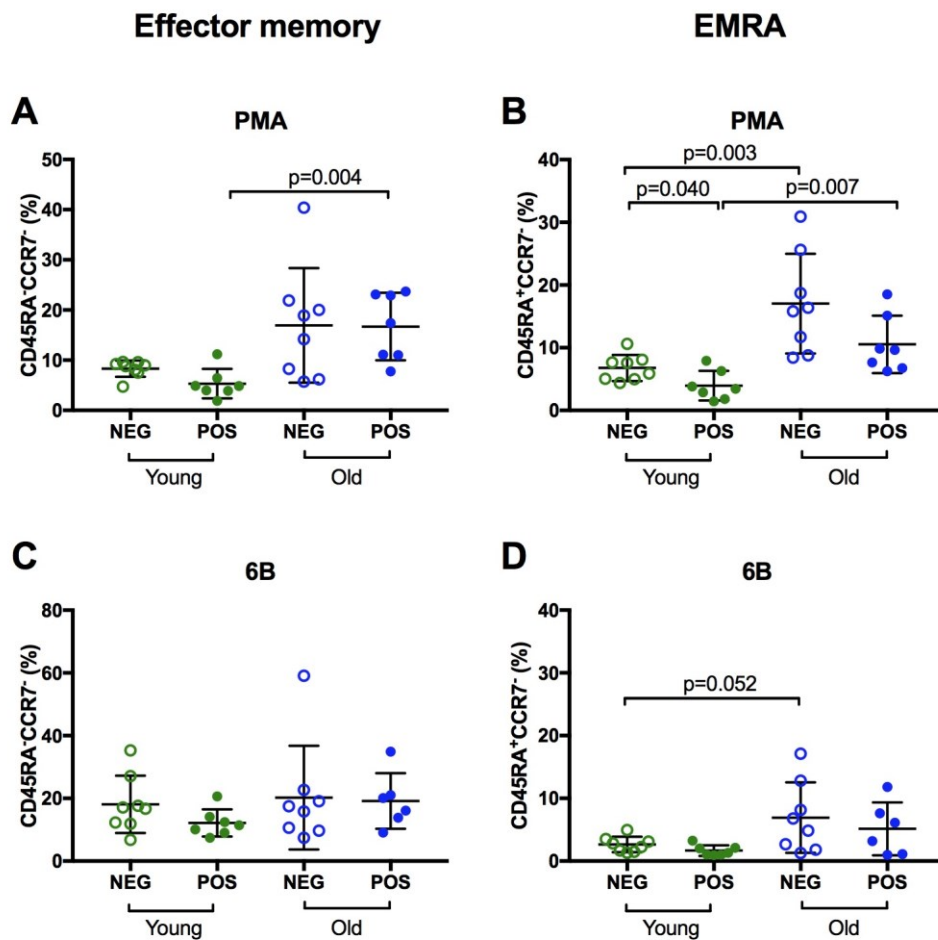 Effector memory EMRA
A
PMA
CD45RA⁻CCR7⁻ (%)
50
40
30
20
10
0
p=0.004
NEG POS NEG POS
Young Old
B
PMA
CD45RA⁺CCR7⁻ (%)
40
30
20
10
0
p=0.003
p=0.040 p=0.007
NEG POS NEG POS
Young Old
C
6B
CD45RA⁻CCR7⁻ (%)
80
60
40
20
0
NEG POS NEG POS
Young Old
D
6B
CD45RA⁺CCR7⁻ (%)
40
30
20
10
0
p=0.052
NEG POS NEG POS
Young Old